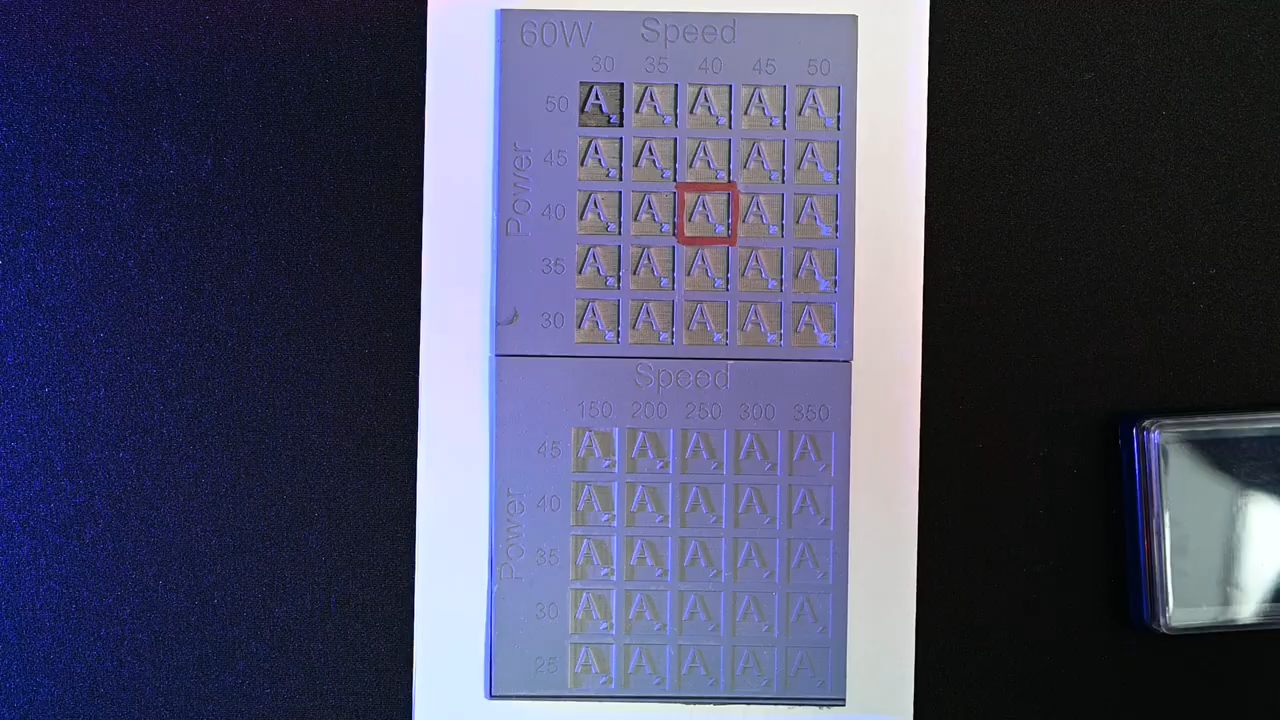 60W Speed
30 35 40 45 50
Power
50 A A A A A
45 A A A A A
40 A A A A A
35 A A A A A
30 A A A A A
Speed
150 200 250 300 350
Power
45 A A A A A
40 A A A A A
35 A A A A A
30 A A A A A
25 A A A A A